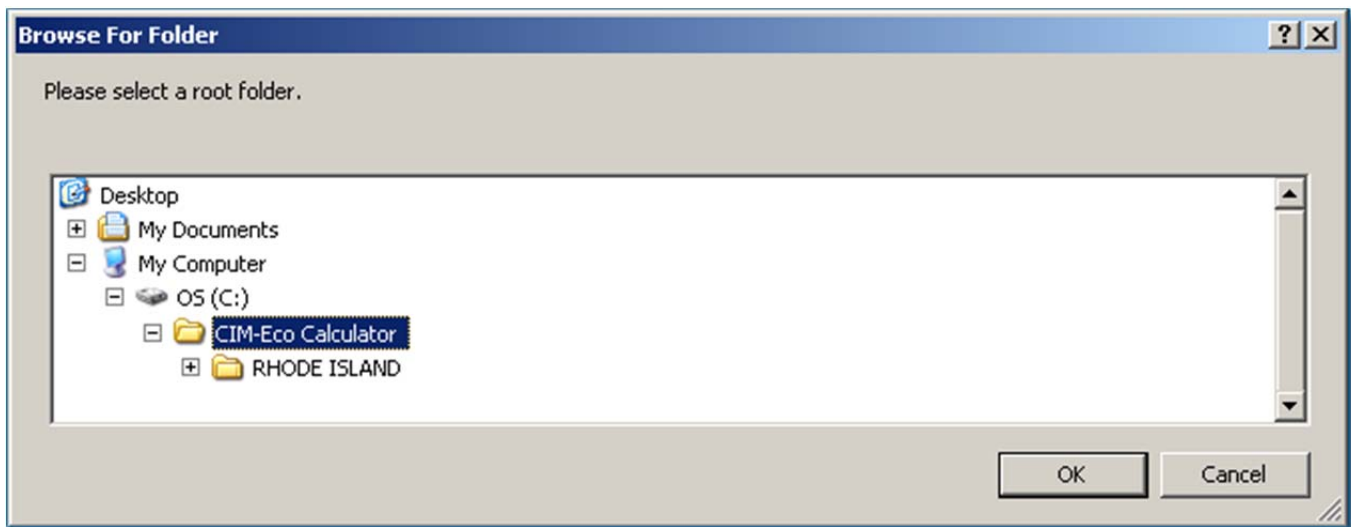 Browse For Folder
Please select a root folder.
Desktop
My Documents
My Computer
OS (C:)
CIM-Eco Calculator
RHODE ISLAND
OK Cancel